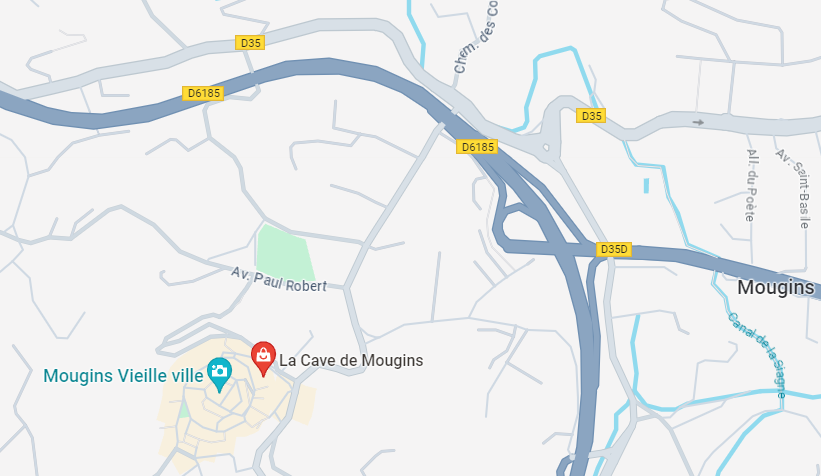 D35
Chem. des Co
D6185
D35
D6185
All. du Poète
Av. Saint-Basile
D35D
Av. Paul Robert
Mougins
Canal de la Siagne
La Cave de Mougins
Mougins Vieille ville